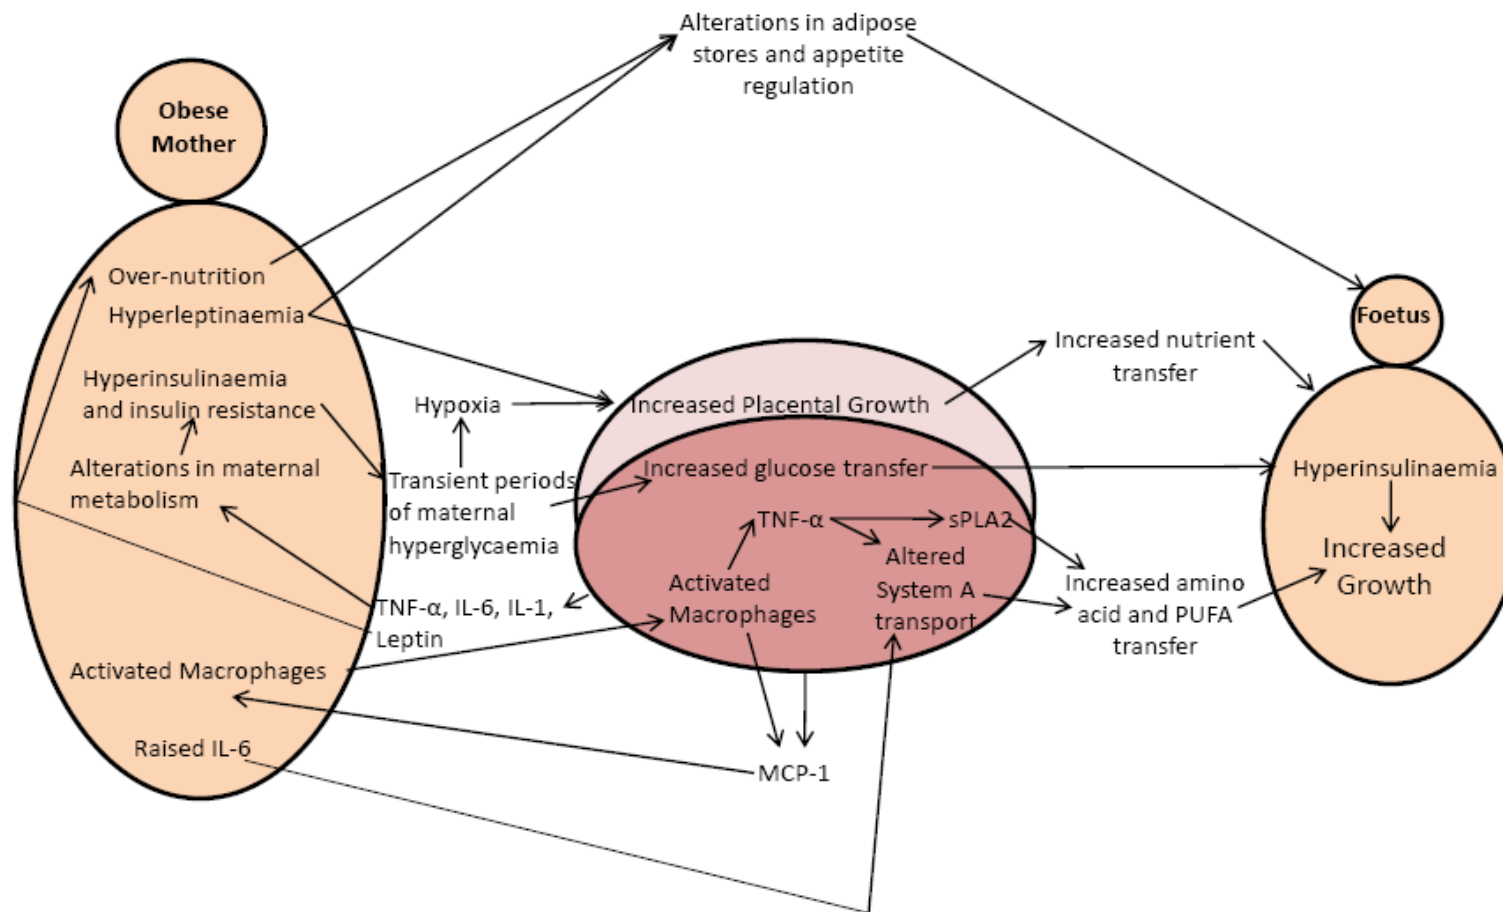 Alterations in adipose
stores and appetite
regulation
Obese
Mother
Over-nutrition
Hyperleptinaemia
Hyperinsulinaemia
and insulin resistance
Alterations in maternal
metabolism
Activated Macrophages
Raised IL-6
Hypoxia
Transient periods
of maternal
hyperglycaemia
TNF-α, IL-6, IL-1,
Leptin
Increased Placental Growth
Increased glucose transfer
TNF-α
sPLA2
Altered
System A
transport
Activated
Macrophages
MCP-1
Increased nutrient
transfer
Increased amino
acid and PUFA
transfer
Foetus
Hyperinsulinaemia
Increased
Growth